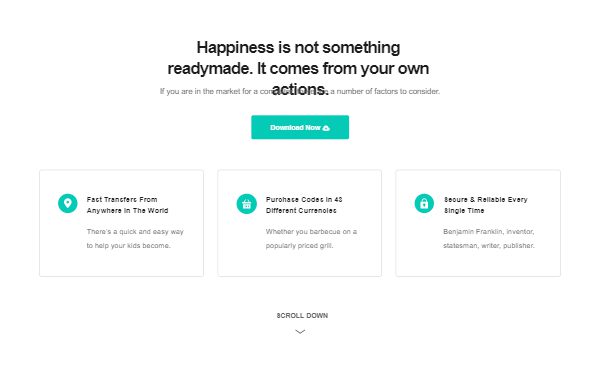 Happiness is not something
readymade. It comes from your own
actions.
If you are in the market for a a number of factors to consider.
Download Now
Fast Transfers From
Anywhere In The World
There's a quick and easy way
to help your kids become.
Purchase Codes in 48
Different Currencies
Whether you barbecue on a
popularly priced grill.
Secure & Reliable Every
Single Time
Benjamin Franklin, inventor,
statesman, writer, publisher.
SCROLL DOWN